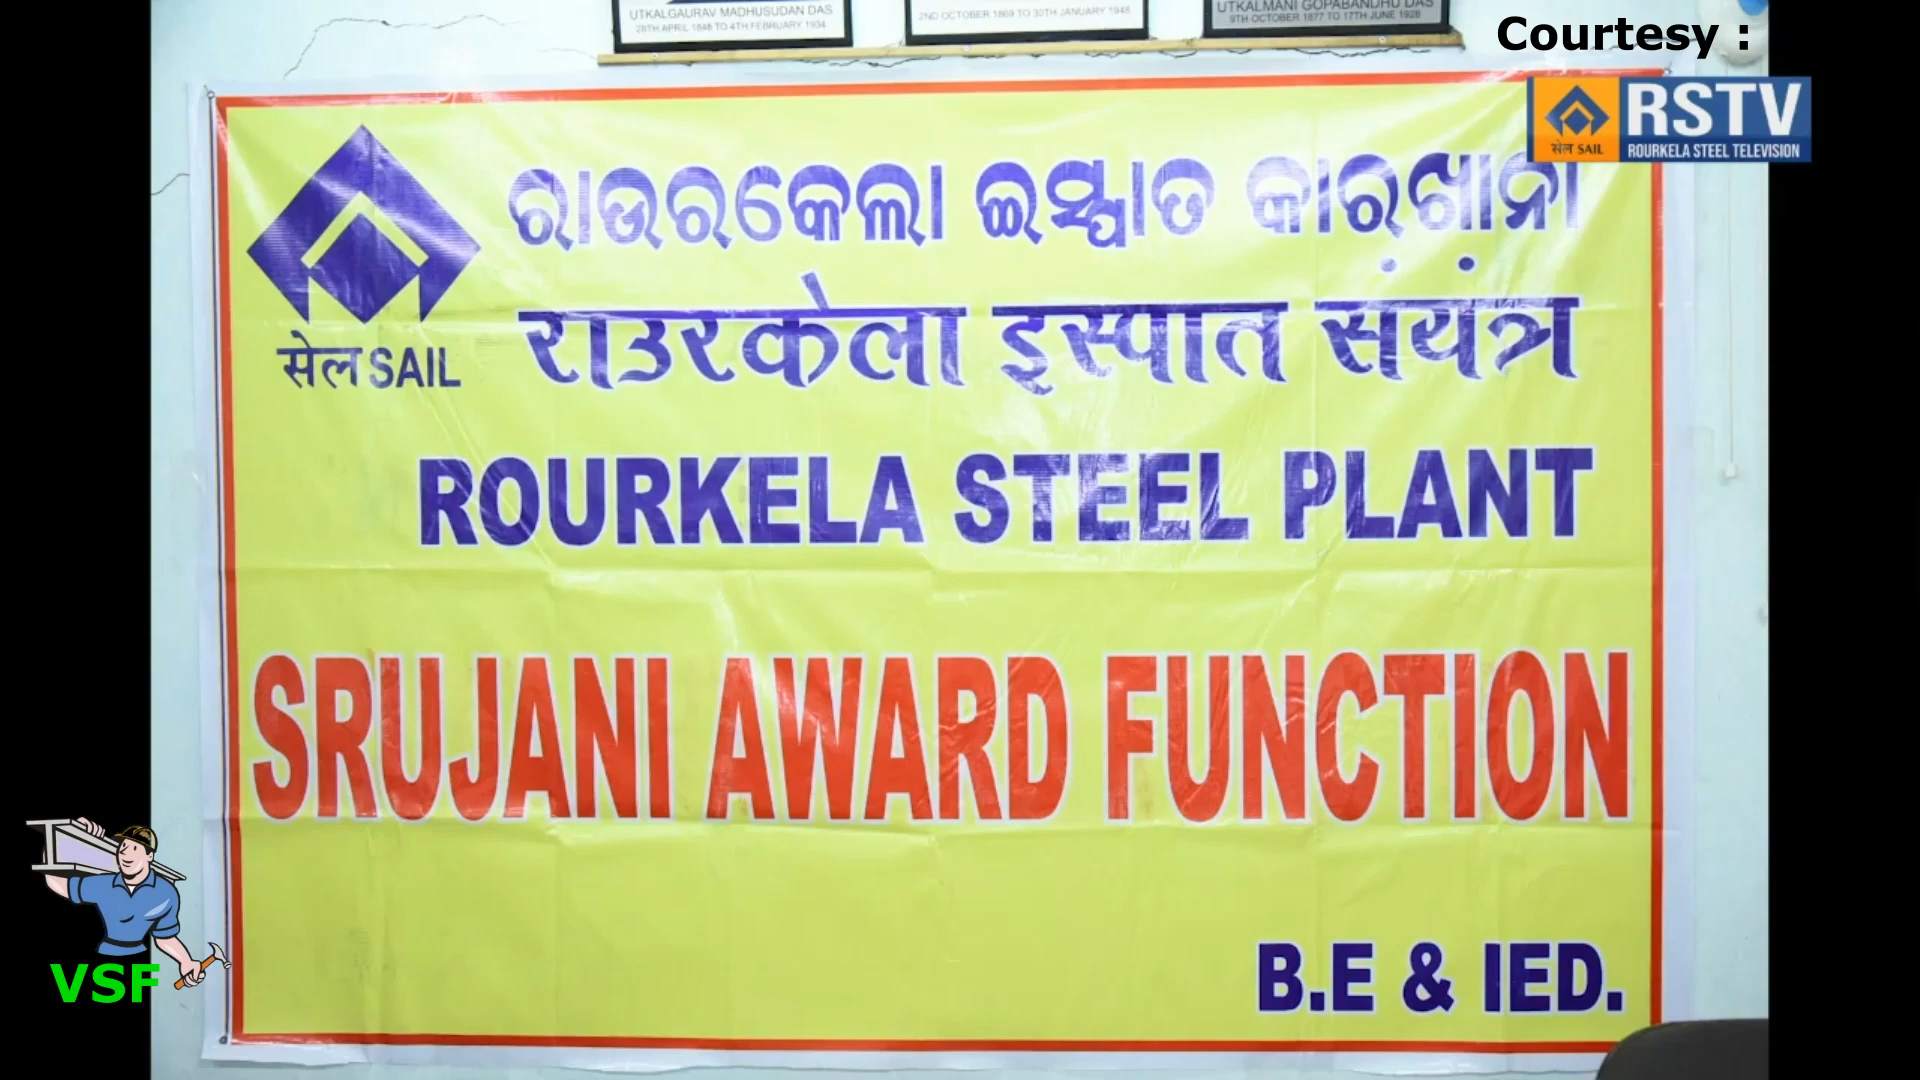 UTKALGAURAV MADHUSUDAN DAS
28TH APRIL 1848 TO 4TH FEBRUARY 1934
2ND OCTOBER 1869 TO 30TH JANUARY 1948
UTKALMANI GOPABANDHU DAS
9TH OCTOBER 1877 TO 17TH JUNE 1928
Courtesy :
RSTV
सेल SAIL
ROURKELA STEEL TELEVISION
ରାଉରକେଲା ଇସ୍ପାତ କାରଖାନା
राउरकेला इस्पात संयंत्र
सेल SAIL
ROURKELA STEEL PLANT
SRUJANI AWARD FUNCTION
B.E & IED.
VSF